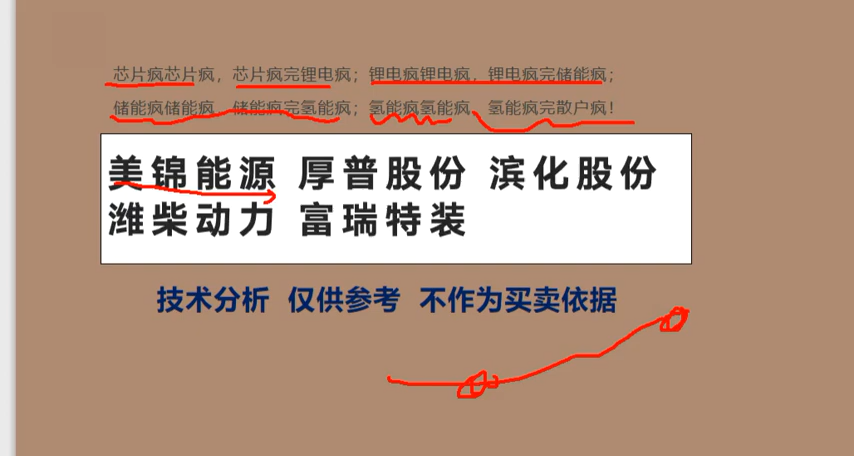 芯片疯芯片疯，芯片疯完锂电疯；锂电疯锂电疯，锂电疯完储能疯；
储能疯储能疯，储能疯完氢能疯；氢能疯氢能疯，氢能疯完散户疯！
美锦能源 厚普股份 滨化股份
潍柴动力 富瑞特装
技术分析 仅供参考 不作为买卖依据